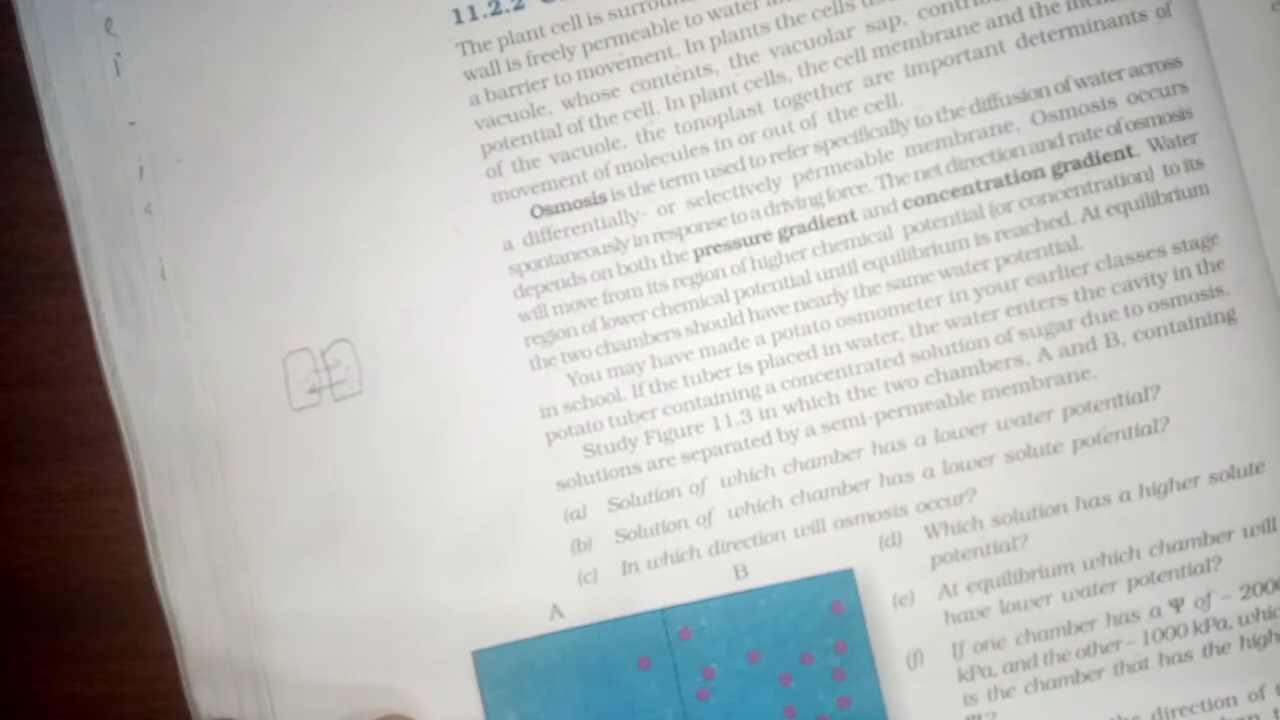 11.2.2
The plant cell is
wall is freely permeable to water
a barrier to movement. In plants the cells
vacuole, whose contents, the vacuolar sap,
potential of the cell. In plant cells, the cell membrane and the
of the vacuole, the tonoplast together are important determinants of
movement of molecules in or out of the cell.
Osmosis is the term used to refer specifically to the diffusion of water across
a differentially- or selectively permeable membrane. Osmosis occurs
spontaneously in response to a driving force. The net direction and rate of osmosis
depends on both the pressure gradient and concentration gradient. Water
will move from its region of higher chemical potential (or concentration) to its
region of lower chemical potential until equilibrium is reached. At equilibrium
the two chambers should have nearly the same water potential.
You may have made a potato osmometer in your earlier classes stage
in school. If the tuber is placed in water, the water enters the cavity in the
potato tuber containing a concentrated solution of sugar due to osmosis.
Study Figure 11.3 in which the two chambers, A and B, containing
solutions are separated by a semi-permeable membrane.
(a) Solution of which chamber has a lower water potential?
(b) Solution of which chamber has a lower solute potential?
(c) In which direction will osmosis occur?
(d) Which solution has a higher solute
potential?
(e) At equilibrium which chamber will
have lower water potential?
(f) If one chamber has a Ψ of – 2000
kPa, and the other – 1000 kPa,
is the chamber that has the
direction of
A
B